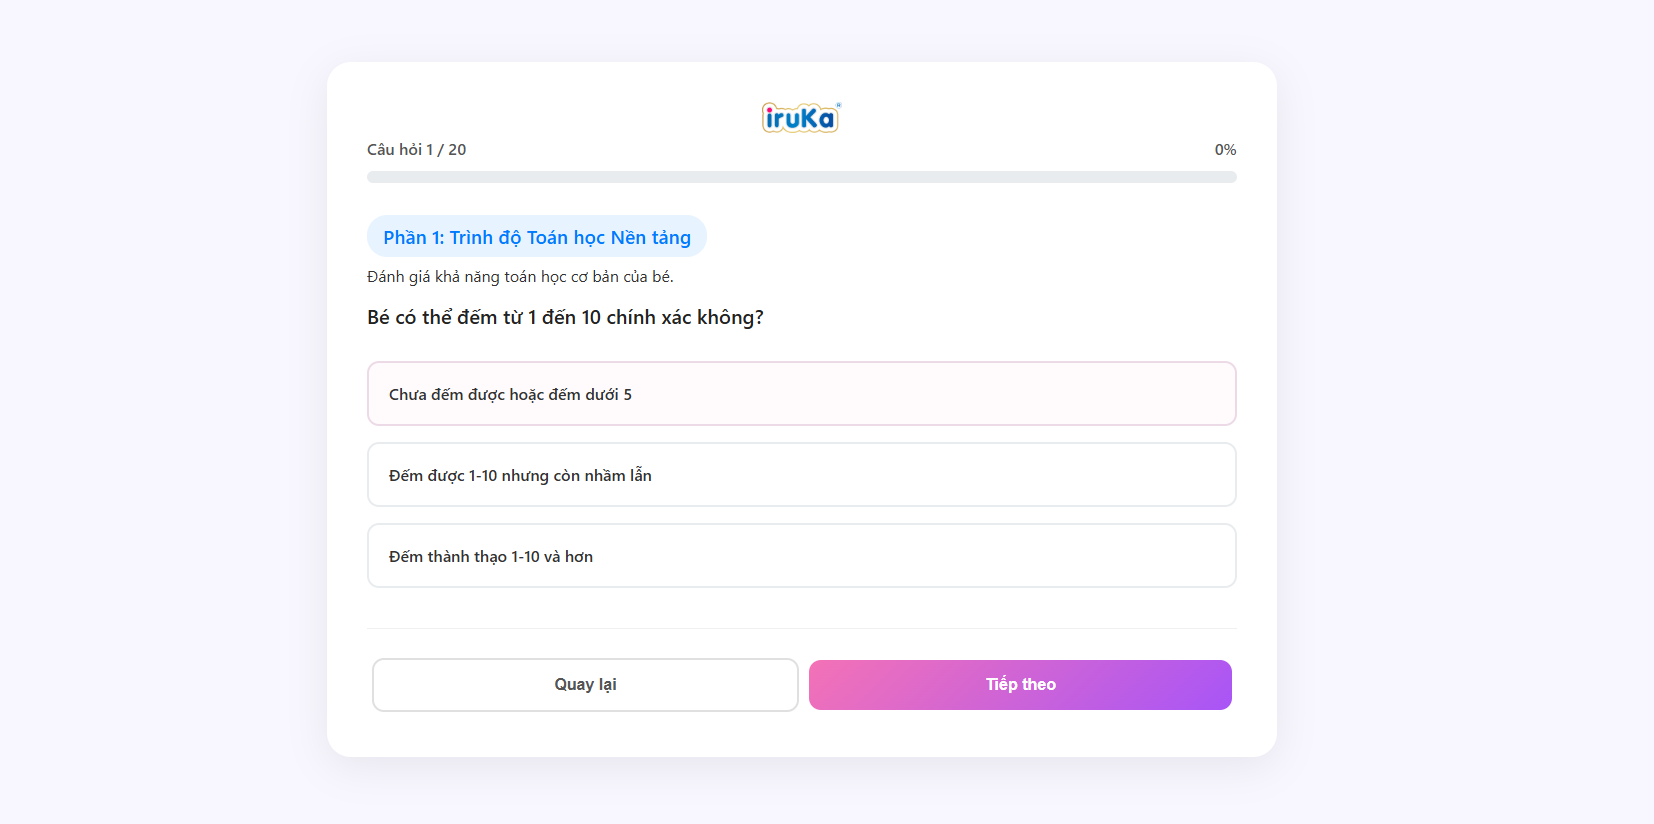 iruKa®
Câu hỏi 1 / 20
0%
Phần 1: Trình độ Toán học Nền tảng
Đánh giá khả năng toán học cơ bản của bé.
Bé có thể đếm từ 1 đến 10 chính xác không?
Chưa đếm được hoặc đếm dưới 5
Đếm được 1-10 nhưng còn nhầm lẫn
Đếm thành thạo 1-10 và hơn
Quay lại
Tiếp theo